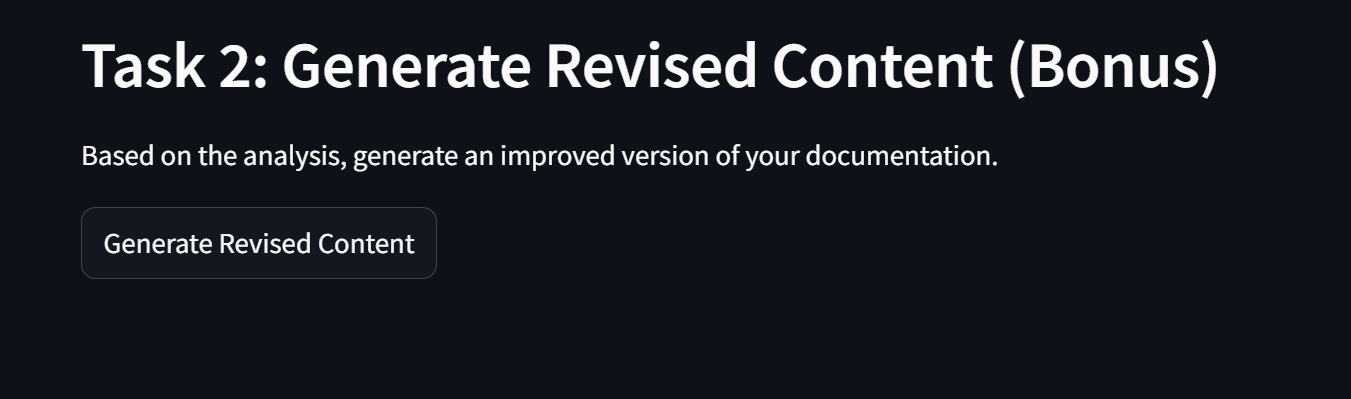 Task 2: Generate Revised Content (Bonus)
Based on the analysis, generate an improved version of your documentation.
Generate Revised Content